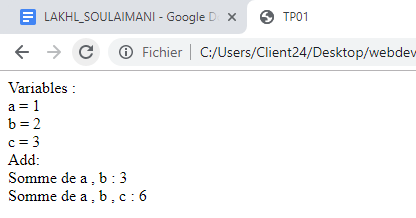 LAKHL_SOULAIMANI - Google D
TP01
Fichier
C:/Users/Client24/Desktop/webdev
Variables :
a = 1
b = 2
c = 3
Add:
Somme de a , b : 3
Somme de a , b , c : 6